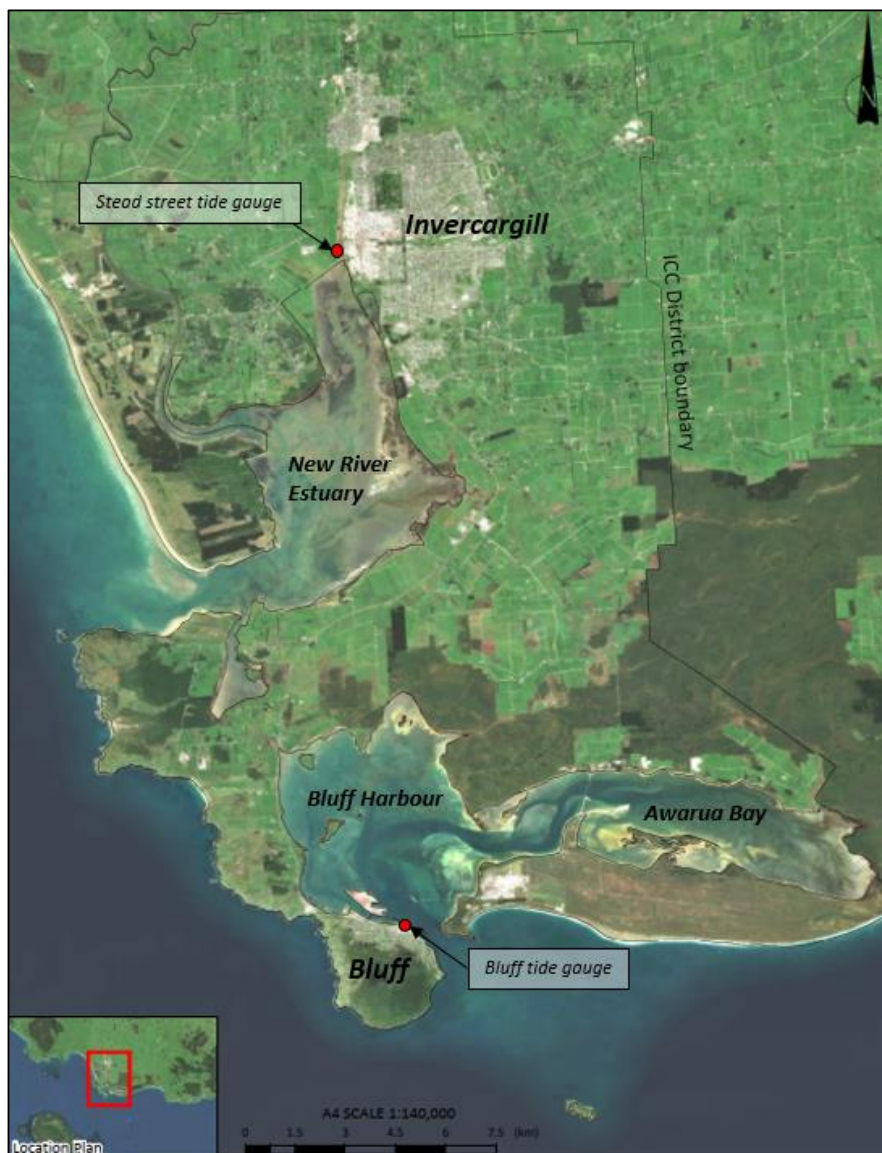 N
Stead street tide gauge
Invercargill
ICC District boundary
New River
Estuary
Bluff Harbour
Awarua Bay
Bluff
Bluff tide gauge
A4 SCALE 1:140,000
0 1.5 3 4.5 6 7.5 (km)
Location Plan